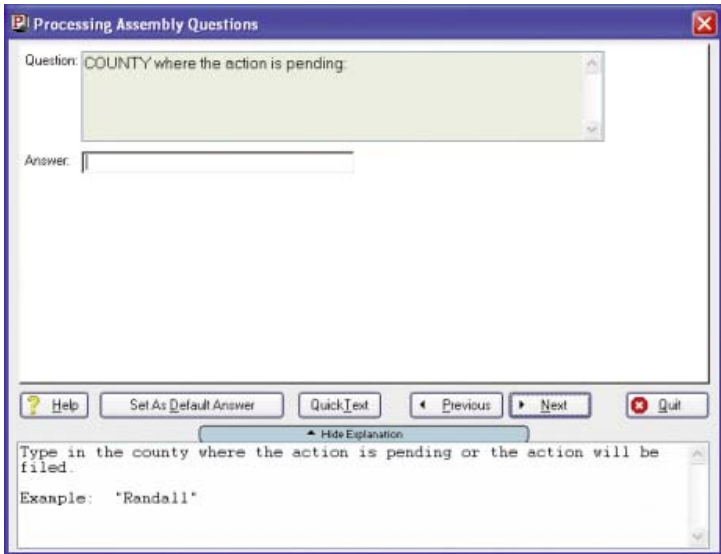 Processing Assembly Questions
Question: COUNTY where the action is pending:
Answer:
Help Set As Default Answer QuickText Previous Next Quit
Hide Explanation
Type in the county where the action is pending or the action will be
filed.
Example: "Randall"